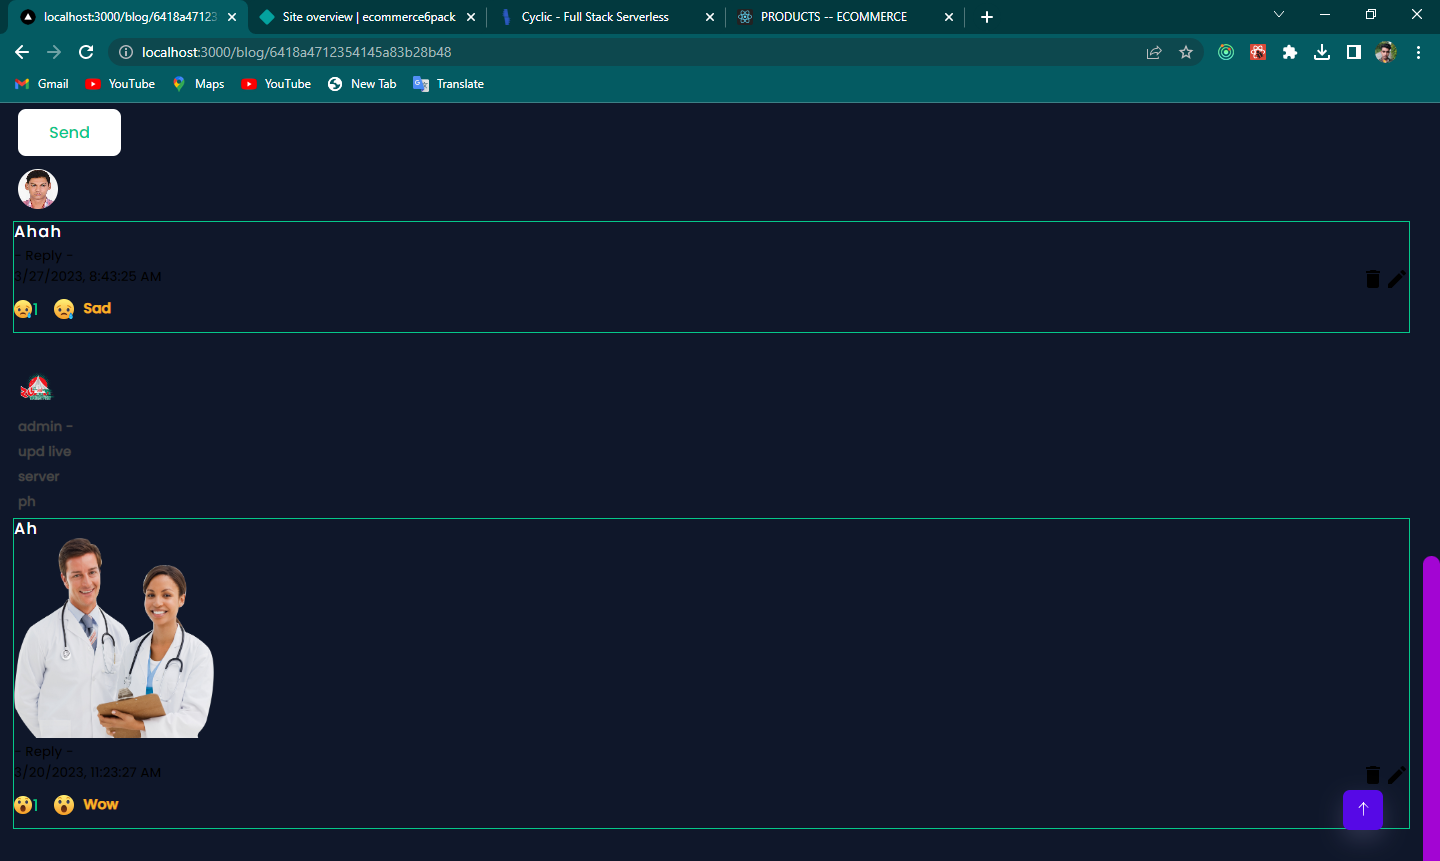 localhost:3000/blog/6418a47123
Site overview | ecommerce6pack
Cyclic - Full Stack Serverless
PRODUCTS -- ECOMMERCE
localhost:3000/blog/6418a4712354145a83b28b48
Gmail
YouTube
Maps
YouTube
New Tab
Translate
Send
Ahah
- Reply -
3/27/2023, 8:43:25 AM
1
Sad
admin -
upd live
server
ph
Ah
- Reply -
3/20/2023, 11:23:27 AM
1
Wow